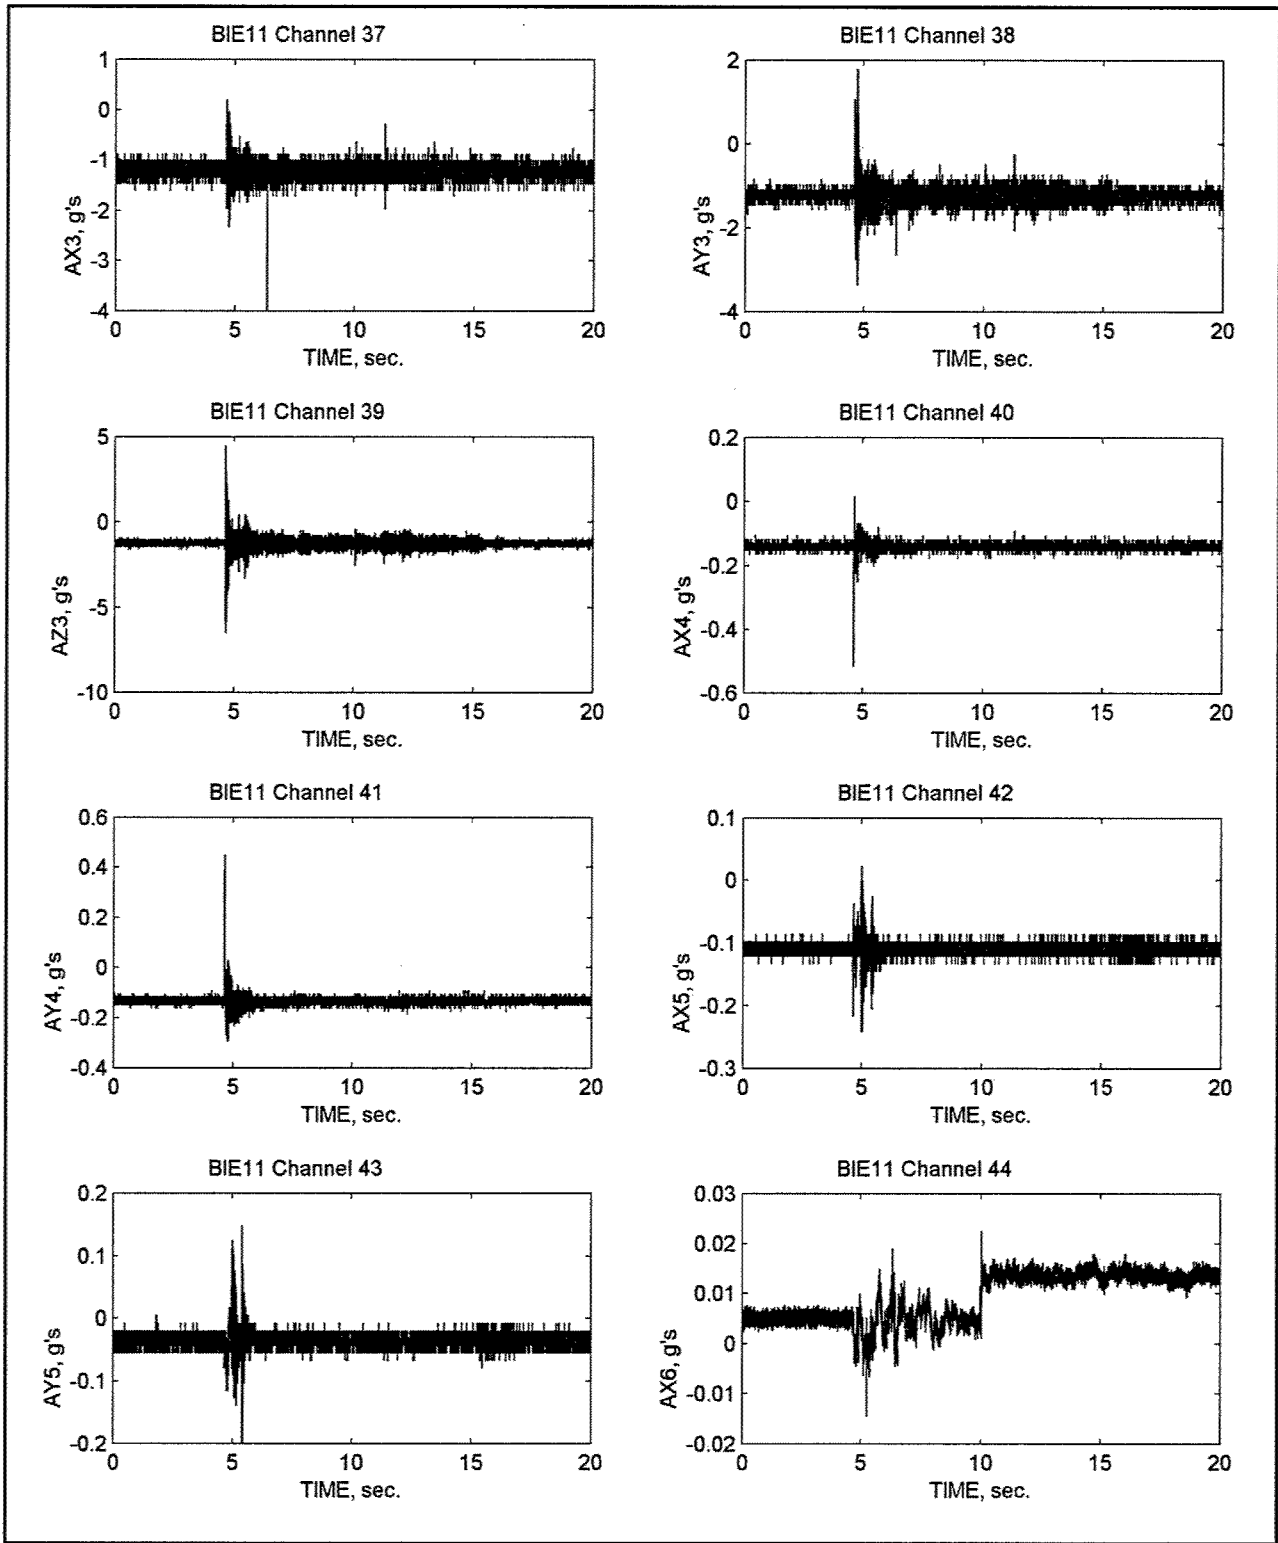 BIE11 Channel 37
1
0
-1
-2
-3
-4
AX3, g's
0 5 10 15 20
TIME, sec.
BIE11 Channel 38
2
0
-2
-4
AY3, g's
0 5 10 15 20
TIME, sec.
BIE11 Channel 39
5
0
-5
-10
AZ3, g's
0 5 10 15 20
TIME, sec.
BIE11 Channel 40
0.2
0
-0.2
-0.4
-0.6
AX4, g's
0 5 10 15 20
TIME, sec.
BIE11 Channel 41
0.6
0.4
0.2
0
-0.2
-0.4
AY4, g's
0 5 10 15 20
TIME, sec.
BIE11 Channel 42
0.1
0
-0.1
-0.2
-0.3
AX5, g's
0 5 10 15 20
TIME, sec.
BIE11 Channel 43
0.2
0.1
0
-0.1
-0.2
AY5, g's
0 5 10 15 20
TIME, sec.
BIE11 Channel 44
0.03
0.02
0.01
0
-0.01
-0.02
AX6, g's
0 5 10 15 20
TIME, sec.